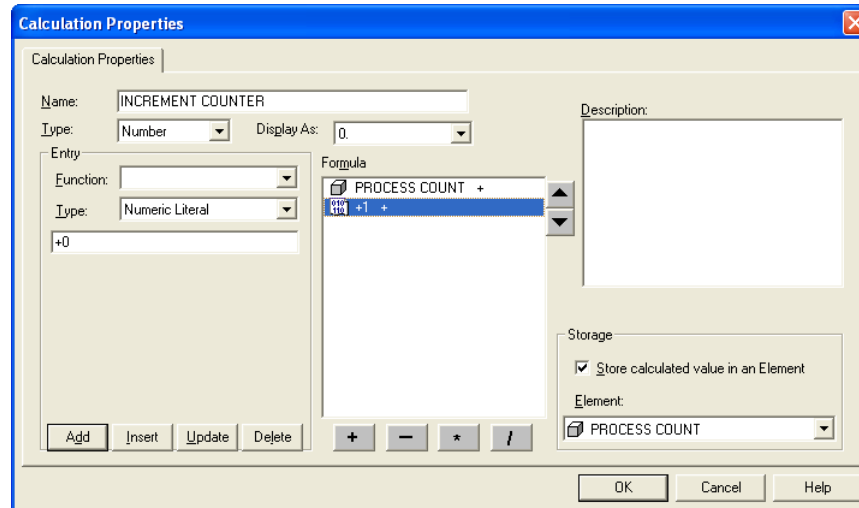 Calculation Properties
Calculation Properties
Name: INCREMENT COUNTER
Type: Number Display As: 0.
Entry
Function:
Type: Numeric Literal
+0
Add Insert Update Delete
Formula
PROCESS COUNT +
010 110 +1 +
+ − * /
Description:
Storage
Store calculated value in an Element
Element:
PROCESS COUNT
OK Cancel Help